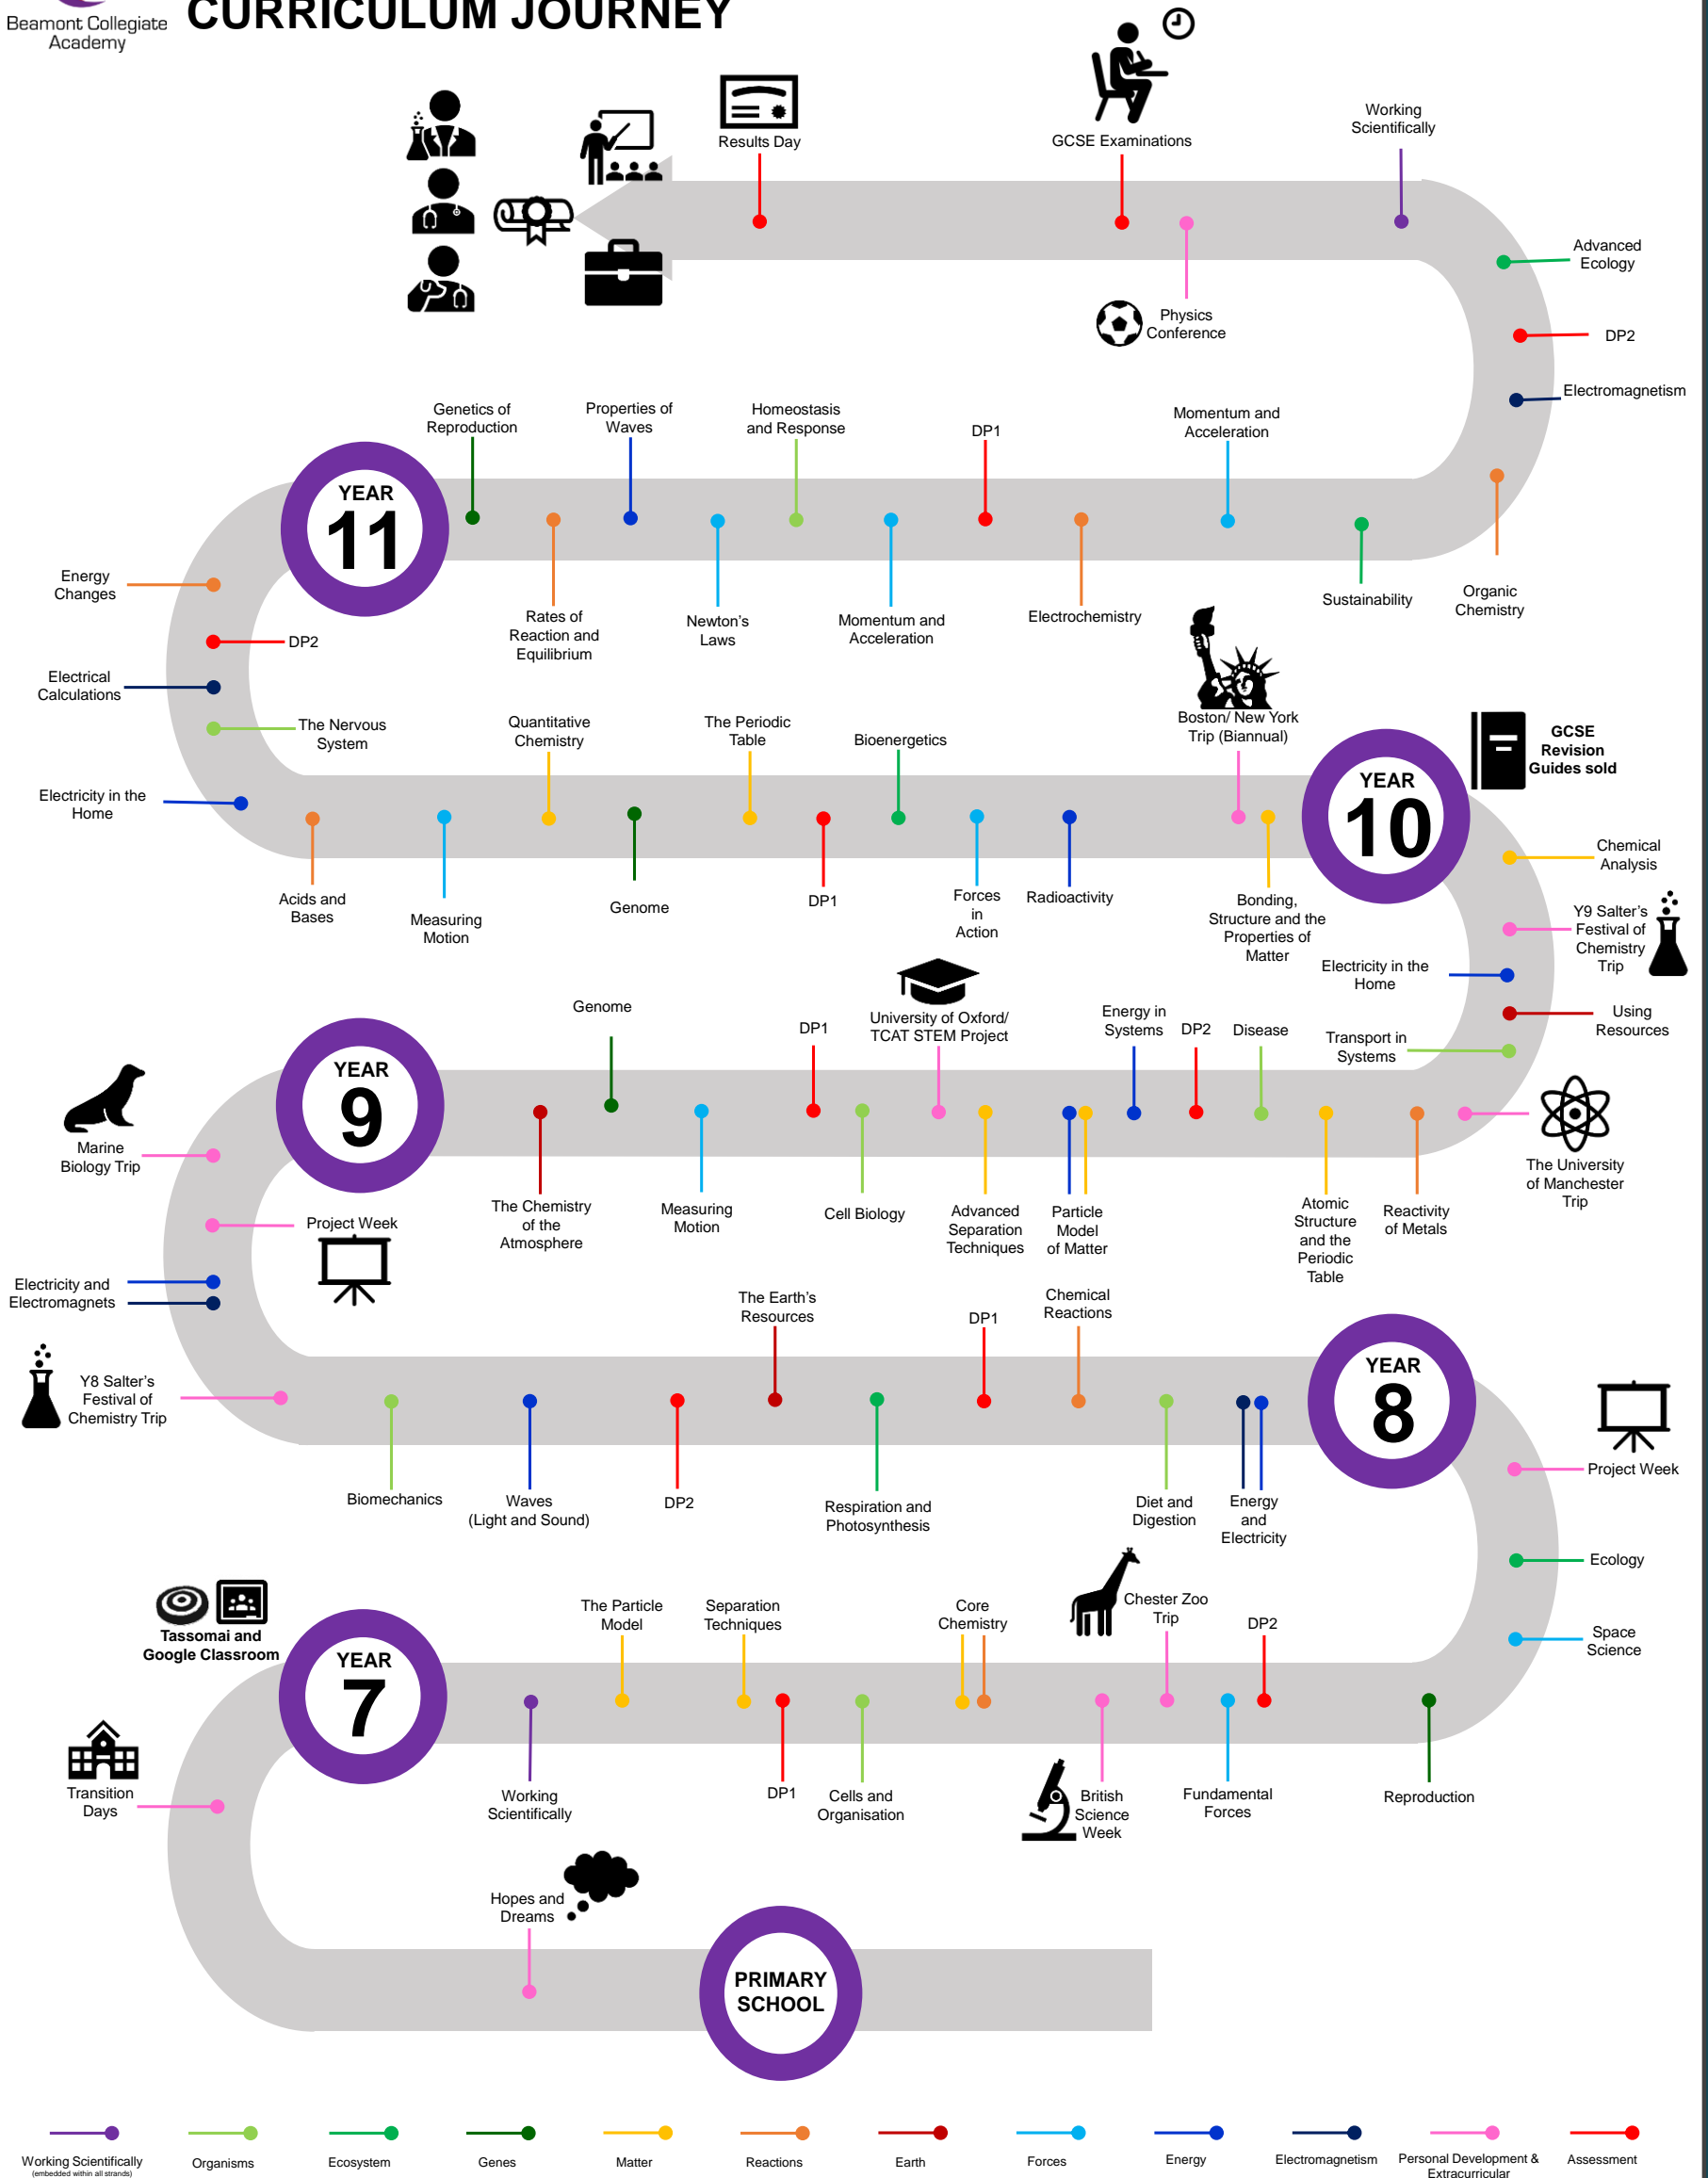 Beamont Collegiate
Academy
CURRICULUM JOURNEY
Results Day
GCSE Examinations
Working
Scientifically
Advanced
Ecology
Physics
Conference
DP2
Electromagnetism
Genetics of
Reproduction
Properties of
Waves
Homeostasis
and Response
DP1
Momentum and
Acceleration
YEAR
11
Energy
Changes
Rates of
Reaction and
Equilibrium
Newton's
Laws
Momentum and
Acceleration
Electrochemistry
Sustainability
Organic
Chemistry
DP2
Electrical
Calculations
The Nervous
System
Electricity in the
Home
Quantitative
Chemistry
The Periodic
Table
Bioenergetics
Boston/ New York
Trip (Biannual)
GCSE
Revision
Guides sold
YEAR
10
Acids and
Bases
Measuring
Motion
Genome
DP1
Forces
in
Action
Radioactivity
Bonding,
Structure and the
Properties of
Matter
Chemical
Analysis
Y9 Salter's
Festival of
Chemistry
Trip
Electricity in the
Home
Using
Resources
Transport in
Systems
Genome
DP1
University of Oxford/
TCAT STEM Project
Energy in
Systems
DP2
Disease
YEAR
9
Marine
Biology Trip
The Chemistry
of the
Atmosphere
Measuring
Motion
Cell Biology
Advanced
Separation
Techniques
Particle
Model
of Matter
Atomic
Structure
and the
Periodic
Table
Reactivity
of Metals
The University
of Manchester
Trip
Project Week
Electricity and
Electromagnets
Y8 Salter's
Festival of
Chemistry Trip
The Earth's
Resources
DP1
Chemical
Reactions
YEAR
8
Biomechanics
Waves
(Light and Sound)
DP2
Respiration and
Photosynthesis
Diet and
Digestion
Energy
and
Electricity
Project Week
Ecology
Space
Science
Tassomai and
Google Classroom
YEAR
7
The Particle
Model
Separation
Techniques
Core
Chemistry
Chester Zoo
Trip
DP2
Transition
Days
Working
Scientifically
DP1
Cells and
Organisation
British
Science
Week
Fundamental
Forces
Reproduction
Hopes and
Dreams
PRIMARY
SCHOOL
Working Scientifically
(embedded within all strands)
Organisms
Ecosystem
Genes
Matter
Reactions
Earth
Forces
Energy
Electromagnetism
Personal Development &
Extracurricular
Assessment